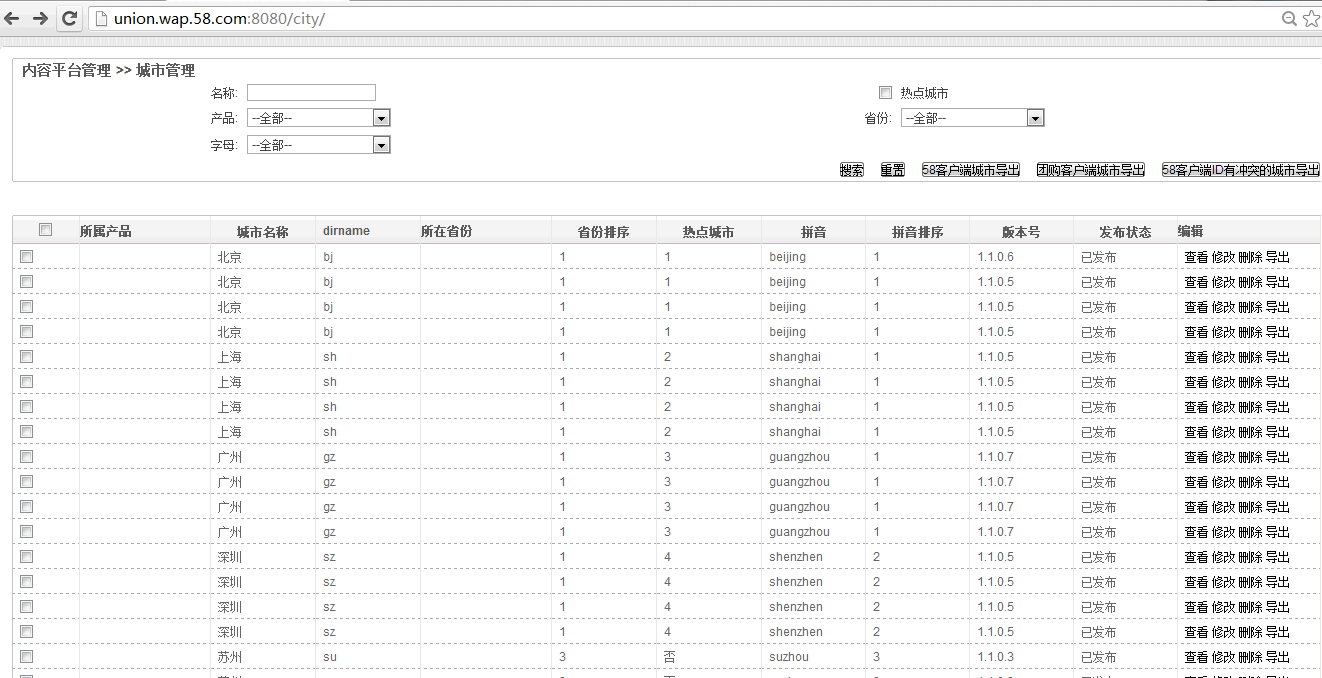 union.wap.58.com:8080/city/
内容平台管理 >> 城市管理
名称: 热点城市
产品: --全部-- 省份: --全部--
字母: --全部--
搜索 重置 58客户端城市导出 团购客户端城市导出 58客户端ID有冲突的城市导出
所属产品 城市名称 dirname 所在省份 省份排序 热点城市 拼音 拼音排序 版本号 发布状态 编辑
北京 bj 1 1 beijing 1 1.1.0.6 已发布 查看 修改 删除 导出
北京 bj 1 1 beijing 1 1.1.0.5 已发布 查看 修改 删除 导出
北京 bj 1 1 beijing 1 1.1.0.5 已发布 查看 修改 删除 导出
北京 bj 1 1 beijing 1 1.1.0.5 已发布 查看 修改 删除 导出
上海 sh 1 2 shanghai 1 1.1.0.5 已发布 查看 修改 删除 导出
上海 sh 1 2 shanghai 1 1.1.0.5 已发布 查看 修改 删除 导出
上海 sh 1 2 shanghai 1 1.1.0.5 已发布 查看 修改 删除 导出
上海 sh 1 2 shanghai 1 1.1.0.5 已发布 查看 修改 删除 导出
广州 gz 1 3 guangzhou 1 1.1.0.7 已发布 查看 修改 删除 导出
广州 gz 1 3 guangzhou 1 1.1.0.7 已发布 查看 修改 删除 导出
广州 gz 1 3 guangzhou 1 1.1.0.7 已发布 查看 修改 删除 导出
广州 gz 1 3 guangzhou 1 1.1.0.7 已发布 查看 修改 删除 导出
深圳 sz 1 4 shenzhen 2 1.1.0.5 已发布 查看 修改 删除 导出
深圳 sz 1 4 shenzhen 2 1.1.0.5 已发布 查看 修改 删除 导出
深圳 sz 1 4 shenzhen 2 1.1.0.5 已发布 查看 修改 删除 导出
深圳 sz 1 4 shenzhen 2 1.1.0.5 已发布 查看 修改 删除 导出
苏州 su 3 否 suzhou 3 1.1.0.3 已发布 查看 修改 删除 导出